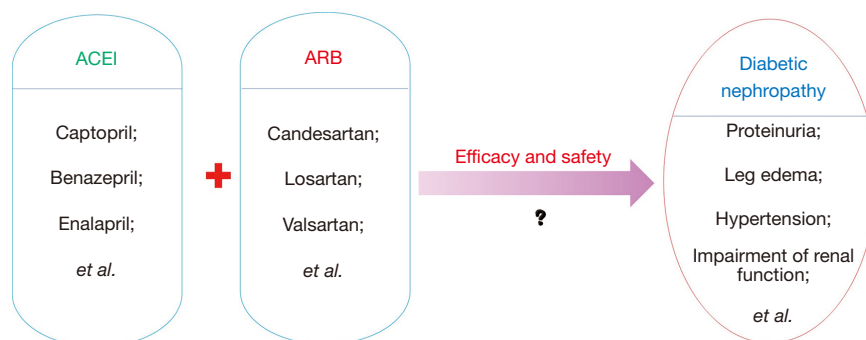 ACEI
Captopril;
Benazepril;
Enalapril;
et al.
ARB
Candesartan;
Losartan;
Valsartan;
et al.
Efficacy and safety
?
Diabetic
nephropathy
Proteinuria;
Leg edema;
Hypertension;
Impairment of renal
function;
et al.